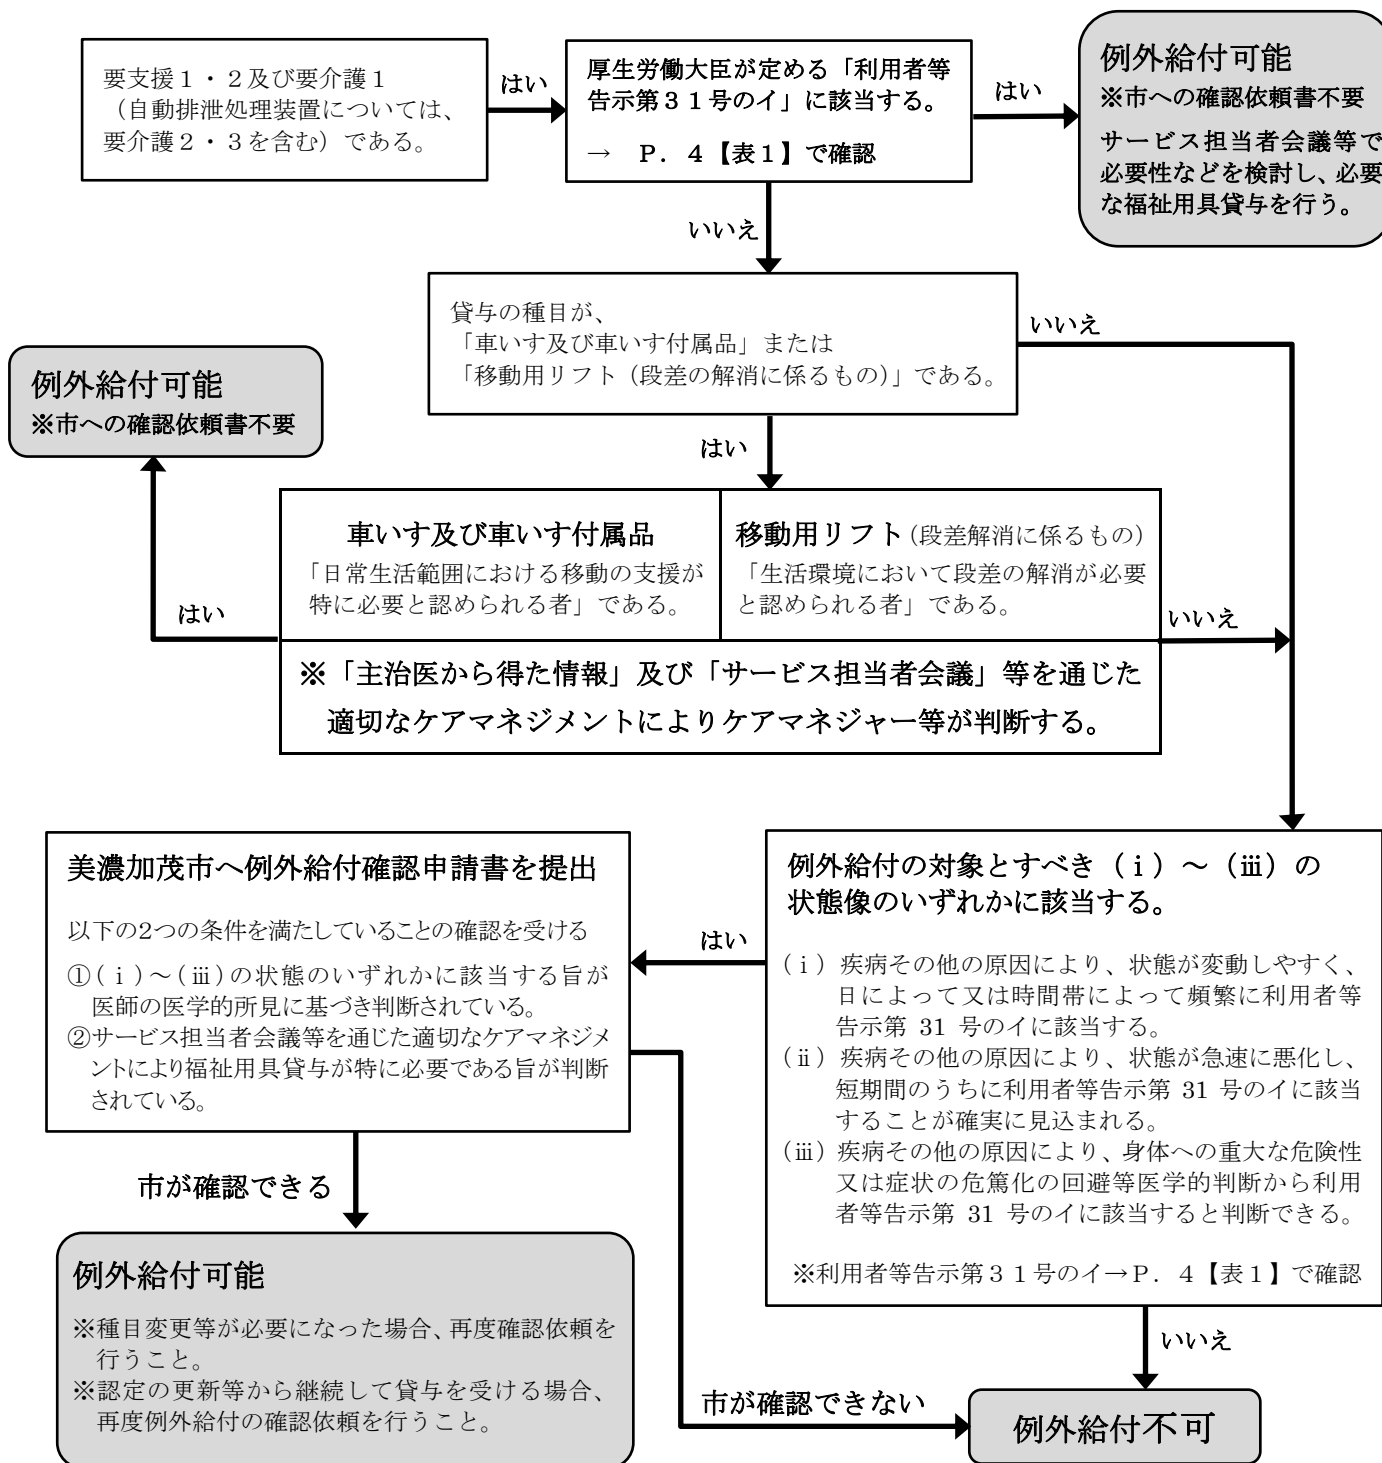 要支援１・２及び要介護１
（自動排泄処理装置については、
要介護２・３を含む）である。
はい
厚生労働大臣が定める「利用者等
告示第３１号のイ」に該当する。
→　Ｐ．４【表１】で確認
はい
例外給付可能
※市への確認依頼書不要
サービス担当者会議等で
必要性などを検討し、必要
な福祉用具貸与を行う。
いいえ
貸与の種目が、
「車いす及び車いす付属品」または
「移動用リフト（段差の解消に係るもの）」である。
いいえ
例外給付可能
※市への確認依頼書不要
はい
車いす及び車いす付属品
「日常生活範囲における移動の支援が
特に必要と認められる者」である。
移動用リフト（段差解消に係るもの）
「生活環境において段差の解消が必要
と認められる者」である。
はい
いいえ
※「主治医から得た情報」及び「サービス担当者会議」等を通じた
適切なケアマネジメントによりケアマネジャー等が判断する。
美濃加茂市へ例外給付確認申請書を提出
以下の2つの条件を満たしていることの確認を受ける
①(ⅰ)～(ⅲ)の状態のいずれかに該当する旨が
医師の医学的所見に基づき判断されている。
②サービス担当者会議等を通じた適切なケアマネジメ
ントにより福祉用具貸与が特に必要である旨が判断
されている。
はい
例外給付の対象とすべき（ⅰ）～（ⅲ）の
状態像のいずれかに該当する。
（ⅰ）疾病その他の原因により、状態が変動しやすく、
日によって又は時間帯によって頻繁に利用者等
告示第 31 号のイに該当する。
（ⅱ）疾病その他の原因により、状態が急速に悪化し、
短期間のうちに利用者等告示第 31 号のイに該当
することが確実に見込まれる。
（ⅲ）疾病その他の原因により、身体への重大な危険性
又は症状の危篤化の回避等医学的判断から利用
者等告示第 31 号のイに該当すると判断できる。
※利用者等告示第３１号のイ→Ｐ．４【表１】で確認
市が確認できる
例外給付可能
※種目変更等が必要になった場合、再度確認依頼を
行うこと。
※認定の更新等から継続して貸与を受ける場合、
再度例外給付の確認依頼を行うこと。
いいえ
市が確認できない
例外給付不可